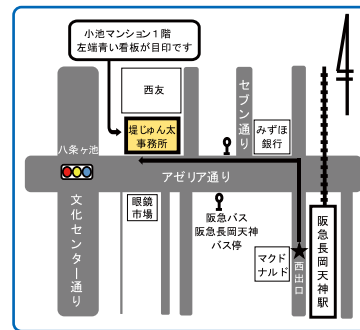 小池マンション1階
左端青い看板が目印です
西友
セブン通り
みずほ
銀行
堤じゅん太
事務所
八条ヶ池
アゼリア通り
文化センター通り
眼鏡
市場
阪急バス
阪急長岡天神
バス停
マクド
ナルド
西出口
阪急長岡天神駅